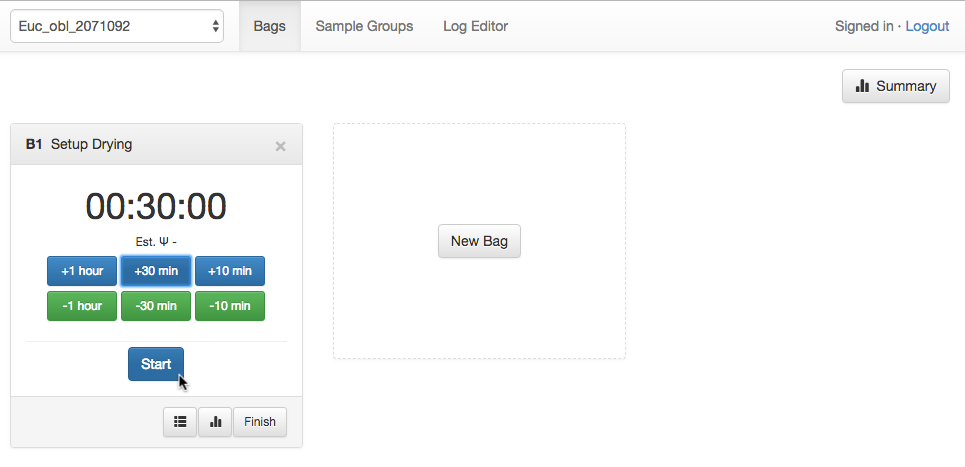 Euc_obl_2071092 Bags Sample Groups Log Editor Signed in · Logout
Summary
B1 Setup Drying ×
00:30:00
Est. Ψ -
+1 hour +30 min +10 min
-1 hour -30 min -10 min
Start
Finish
New Bag